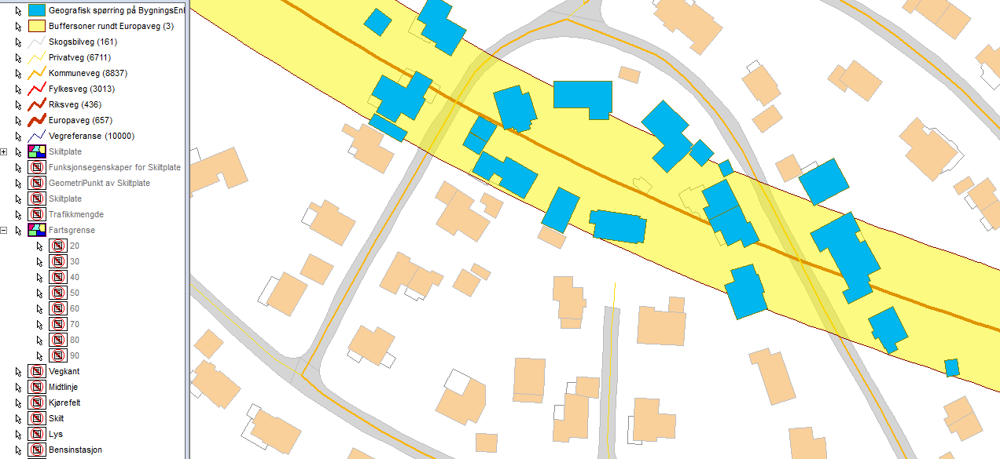 Geografisk spørring på BygningsEnl
Buffersoner rundt Europaveg (3)
Skogsbilveg (161)
Privatveg (6711)
Kommuneveg (8837)
Fylkesveg (3013)
Riksveg (436)
Europaveg (657)
Vegreferanse (10000)
Skiltplate
Funksjonsegenskaper for Skiltplate
GeometriPunkt av Skiltplate
Skiltplate
Trafikkmengde
Fartsgrense
20
30
40
50
60
70
80
90
Vegkant
Midtlinje
Kjørefelt
Skilt
Lys
Bensinstasjon